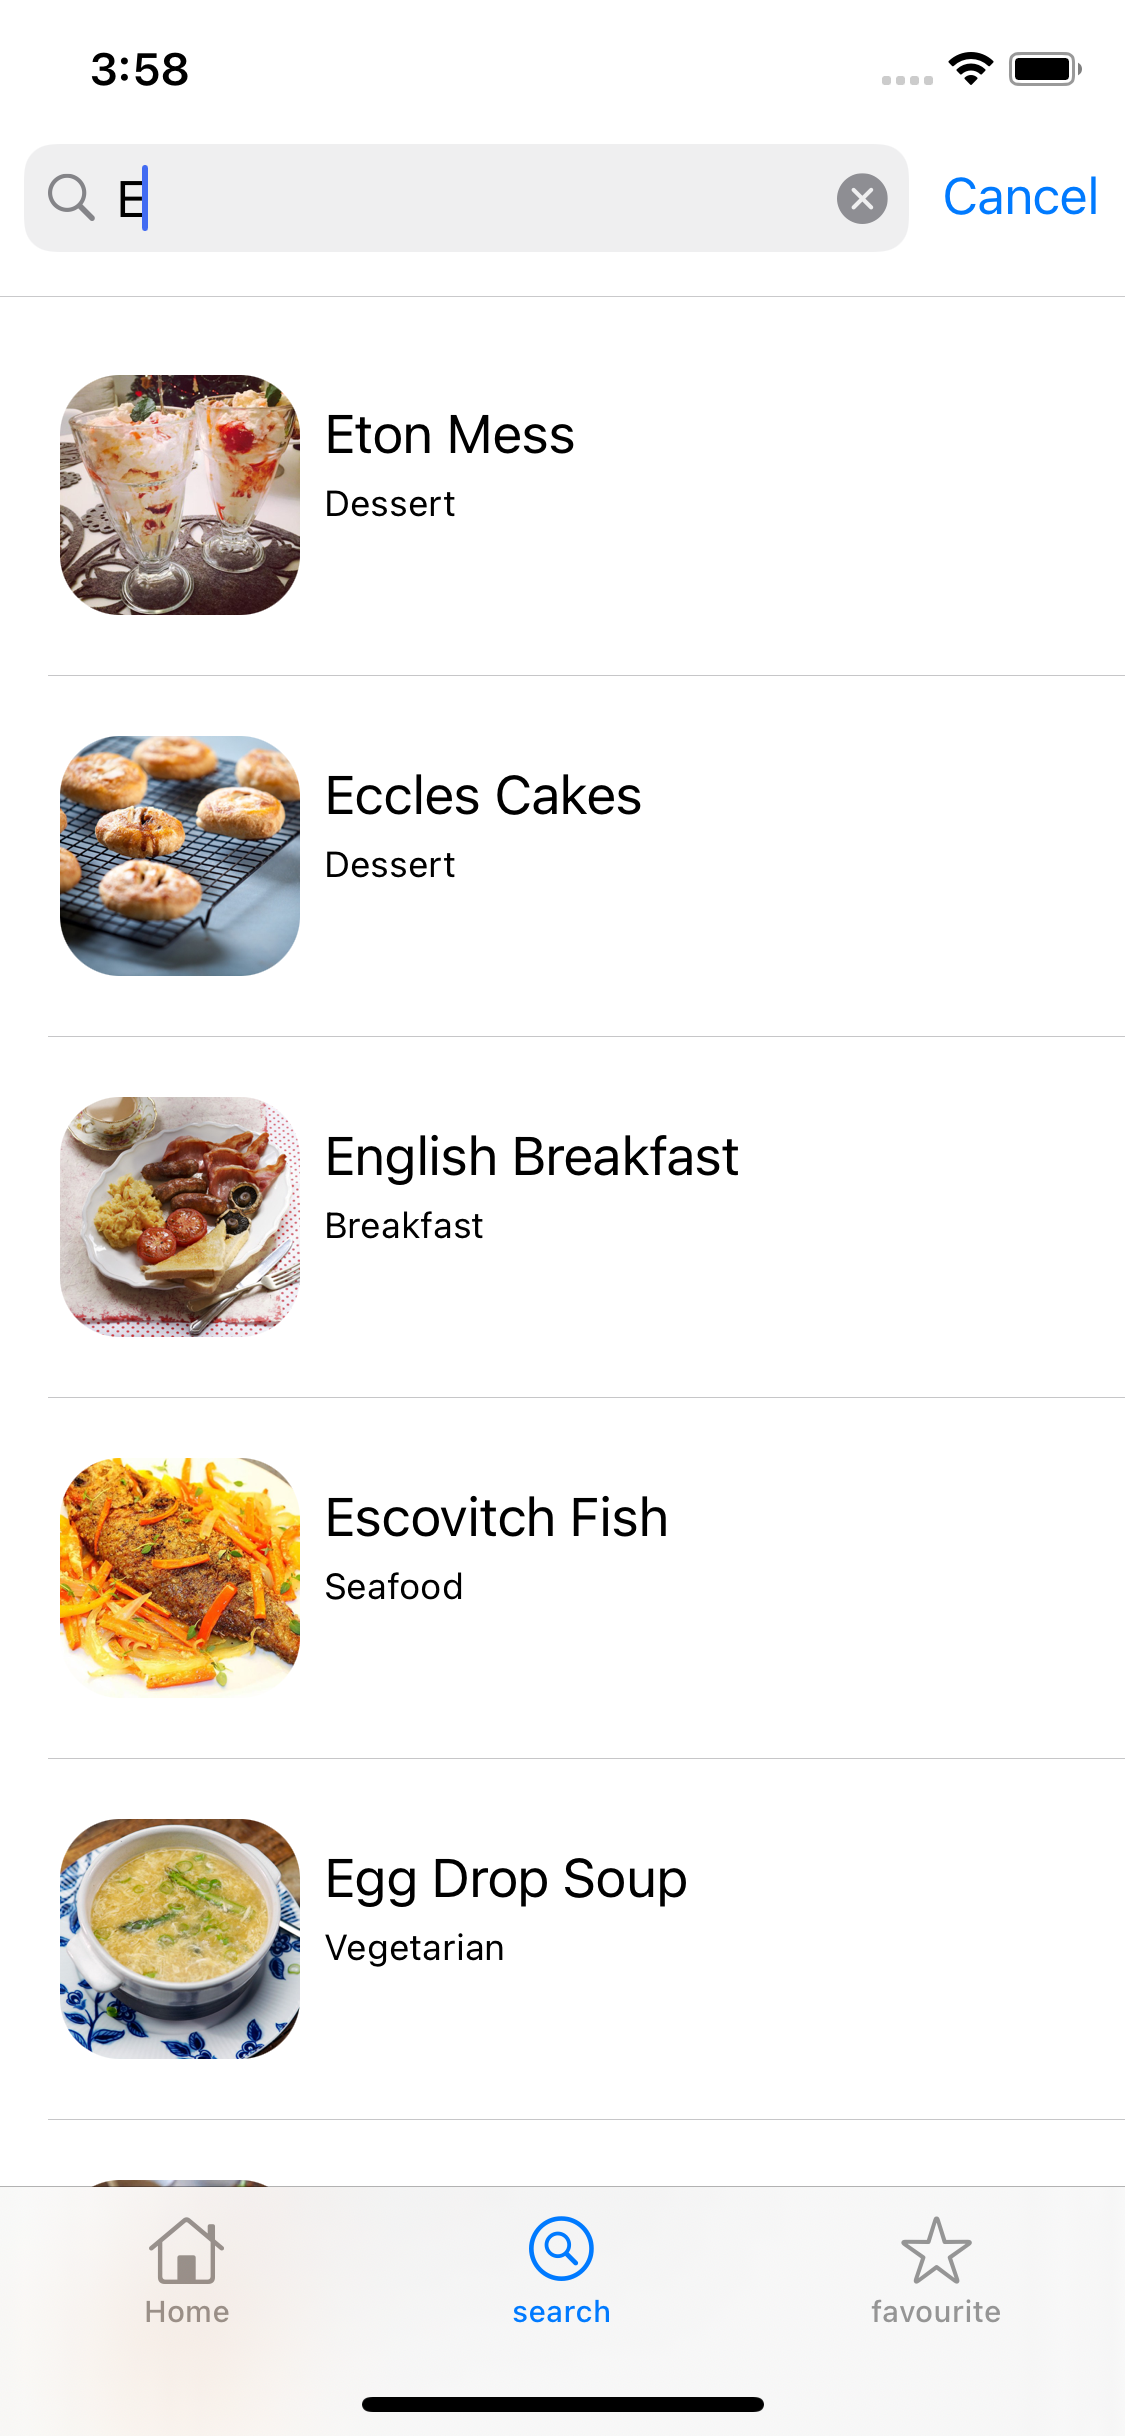 3:58
E
Cancel
Eton Mess
Dessert
Eccles Cakes
Dessert
English Breakfast
Breakfast
Escovitch Fish
Seafood
Egg Drop Soup
Vegetarian
Home
search
favourite